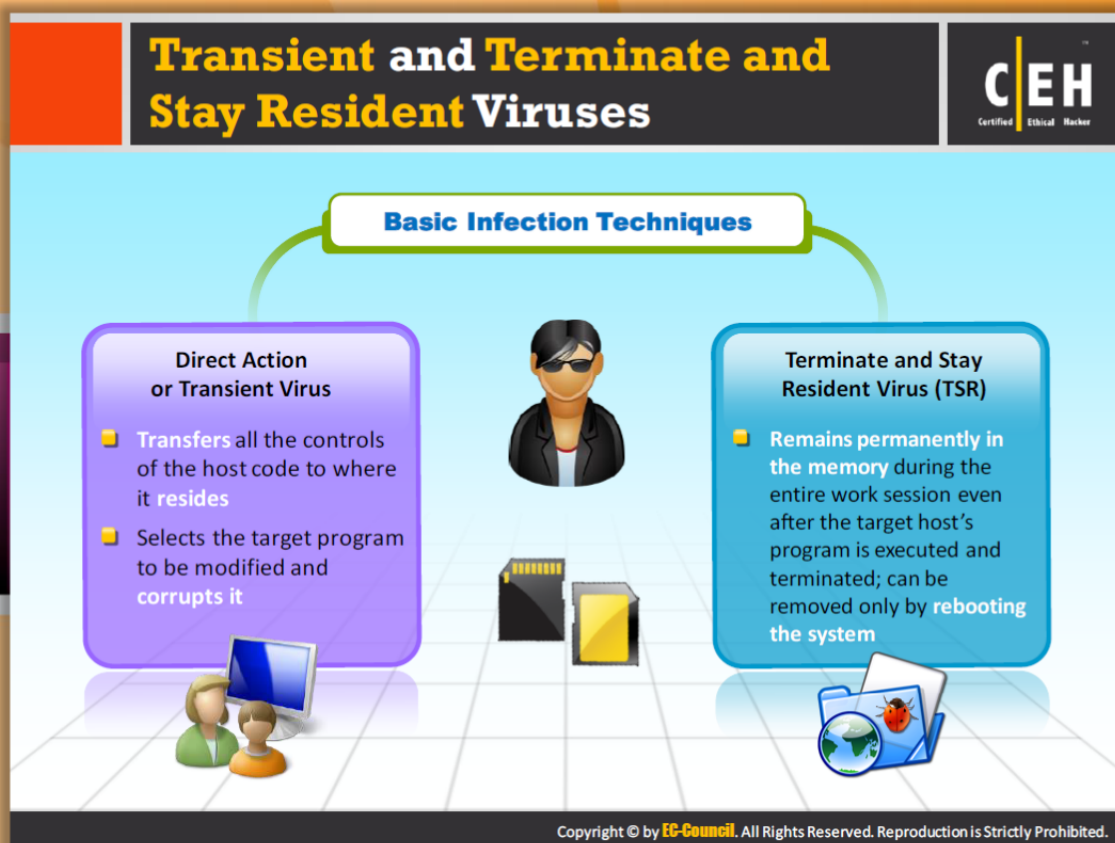 Transient and Terminate and
Stay Resident Viruses
CEH
™
Certified Ethical Hacker
Basic Infection Techniques
Direct Action
or Transient Virus
Transfers all the controls
of the host code to where
it resides
Selects the target program
to be modified and
corrupts it
Terminate and Stay
Resident Virus (TSR)
Remains permanently in
the memory during the
entire work session even
after the target host's
program is executed and
terminated; can be
removed only by rebooting
the system
Copyright © by EC-Council. All Rights Reserved. Reproduction is Strictly Prohibited.